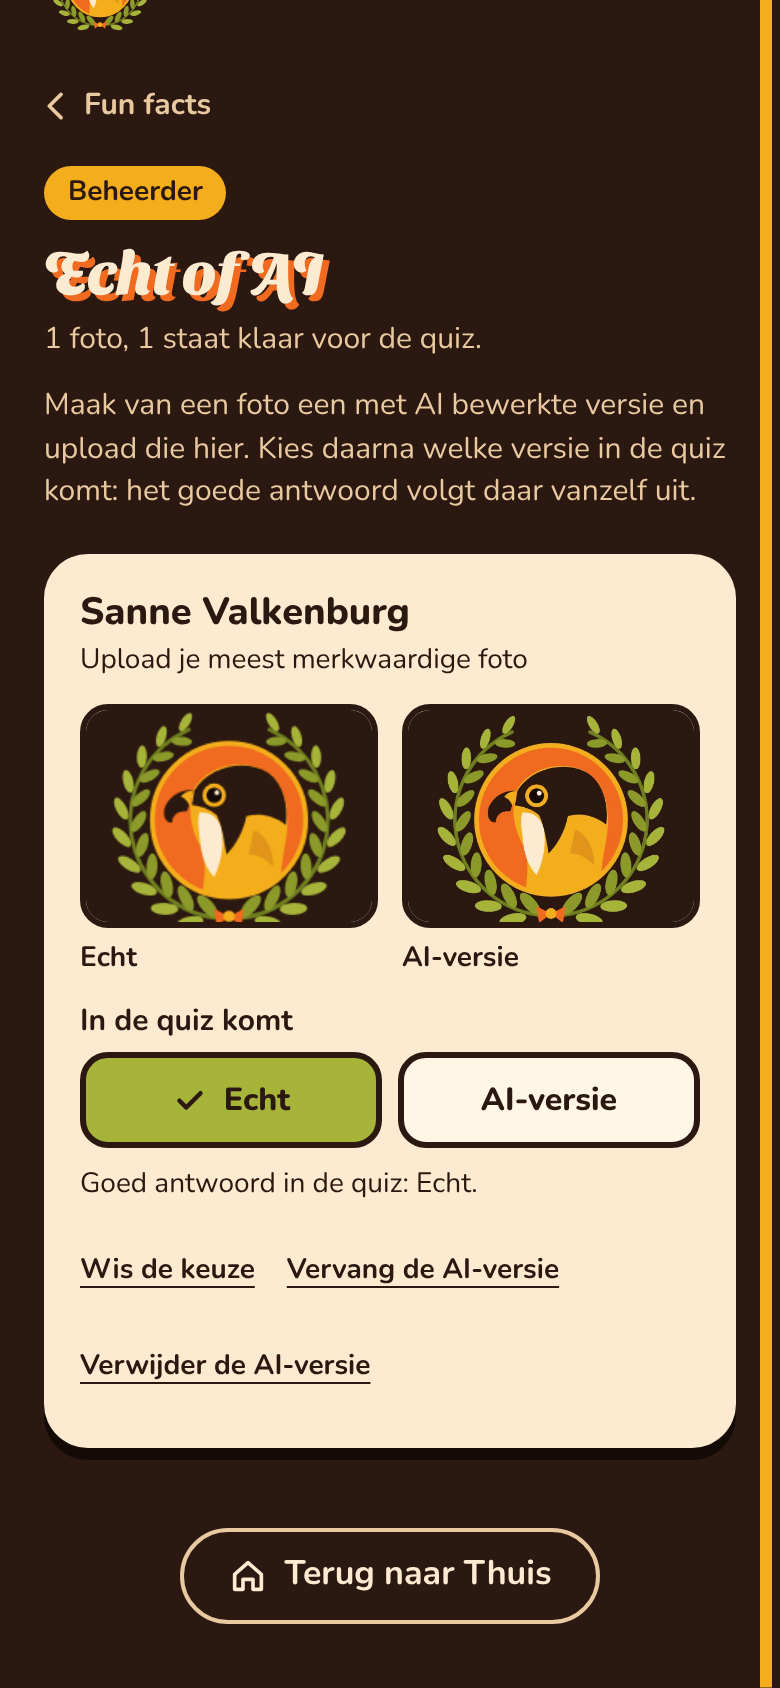 Fun facts
Beheerder
Echt of AI
1 foto, 1 staat klaar voor de quiz.
Maak van een foto een met AI bewerkte versie en
upload die hier. Kies daarna welke versie in de quiz
komt: het goede antwoord volgt daar vanzelf uit.
Sanne Valkenburg
Upload je meest merkwaardige foto
Echt
AI-versie
In de quiz komt
Echt
AI-versie
Goed antwoord in de quiz: Echt.
Wis de keuze
Vervang de AI-versie
Verwijder de AI-versie
Terug naar Thuis